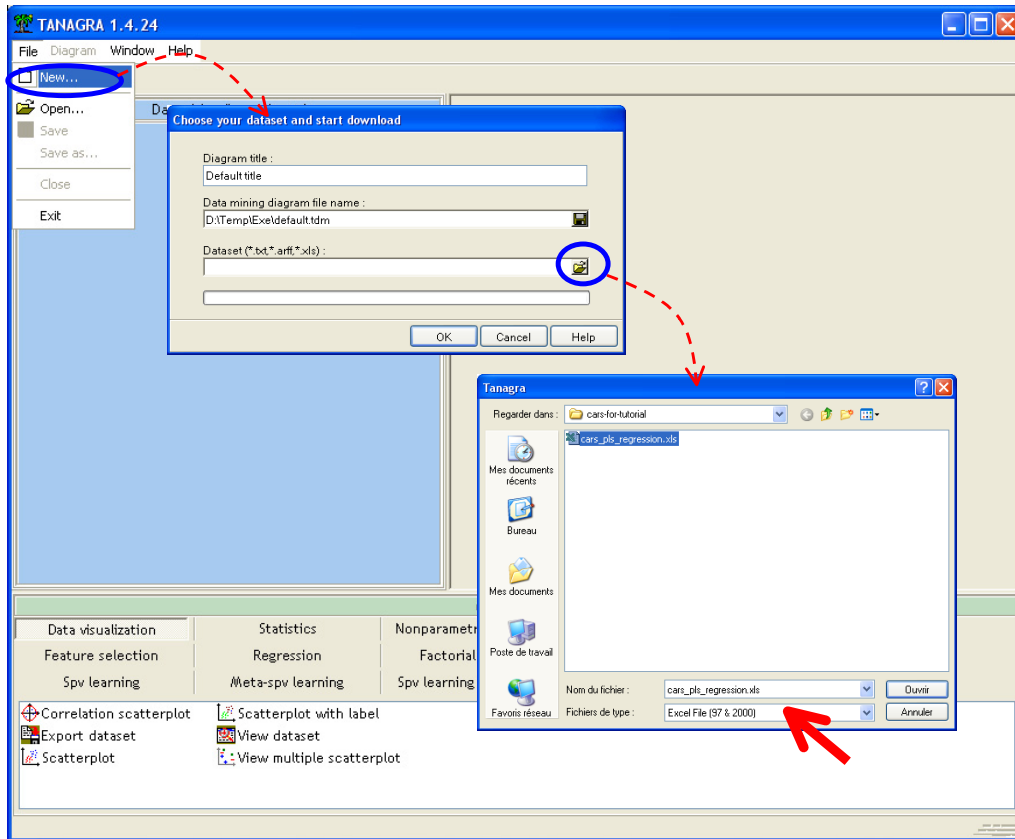 TANAGRA 1.4.24
File Diagram Window Help
New...
Open...
Save
Save as...
Close
Exit
Choose your dataset and start download
Diagram title :
Default title
Data mining diagram file name :
D:\Temp\Exe\default.tdm
Dataset (*.txt,*.arff,*.xls) :
OK Cancel Help
Tanagra
Regarder dans : cars-for-tutorial
cars_pls_regression.xls
Mes documents
récents
Bureau
Mes documents
Poste de travail
Favoris réseau
Nom du fichier : cars_pls_regression.xls Ouvrir
Fichiers de type : Excel File (97 & 2000) Annuler
Data visualization Statistics
Feature selection Regression Factorial
Spv learning Meta-spv learning Spv learning
Correlation scatterplot Scatterplot with label
Export dataset View dataset
Scatterplot View multiple scatterplot